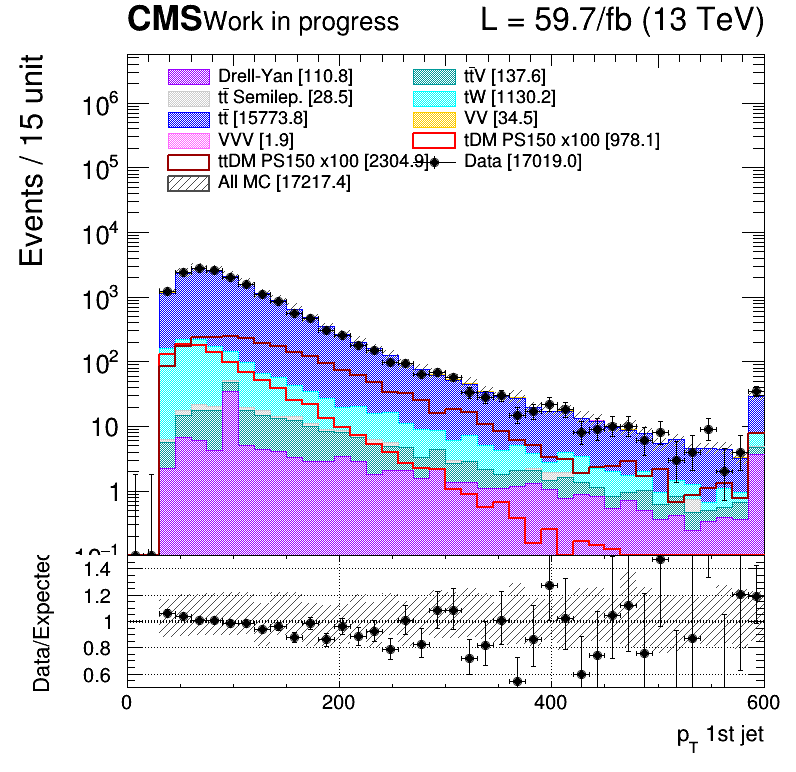 CMS Work in progress L = 59.7/fb (13 TeV)
Events / 15 unit
Drell-Yan [110.8] tt̄V [137.6]
tt̄ Semilep. [28.5] tW [1130.2]
tt̄ [15773.8] VV [34.5]
VVV [1.9] tDM PS150 x100 [978.1]
ttDM PS150 x100 [2304.9] Data [17019.0]
All MC [17217.4]
10⁶
10⁵
10⁴
10³
10²
10
1
10⁻¹
Data/Expected
1.4
1.2
1
0.8
0.6
0 200 400 600
p_T 1st jet